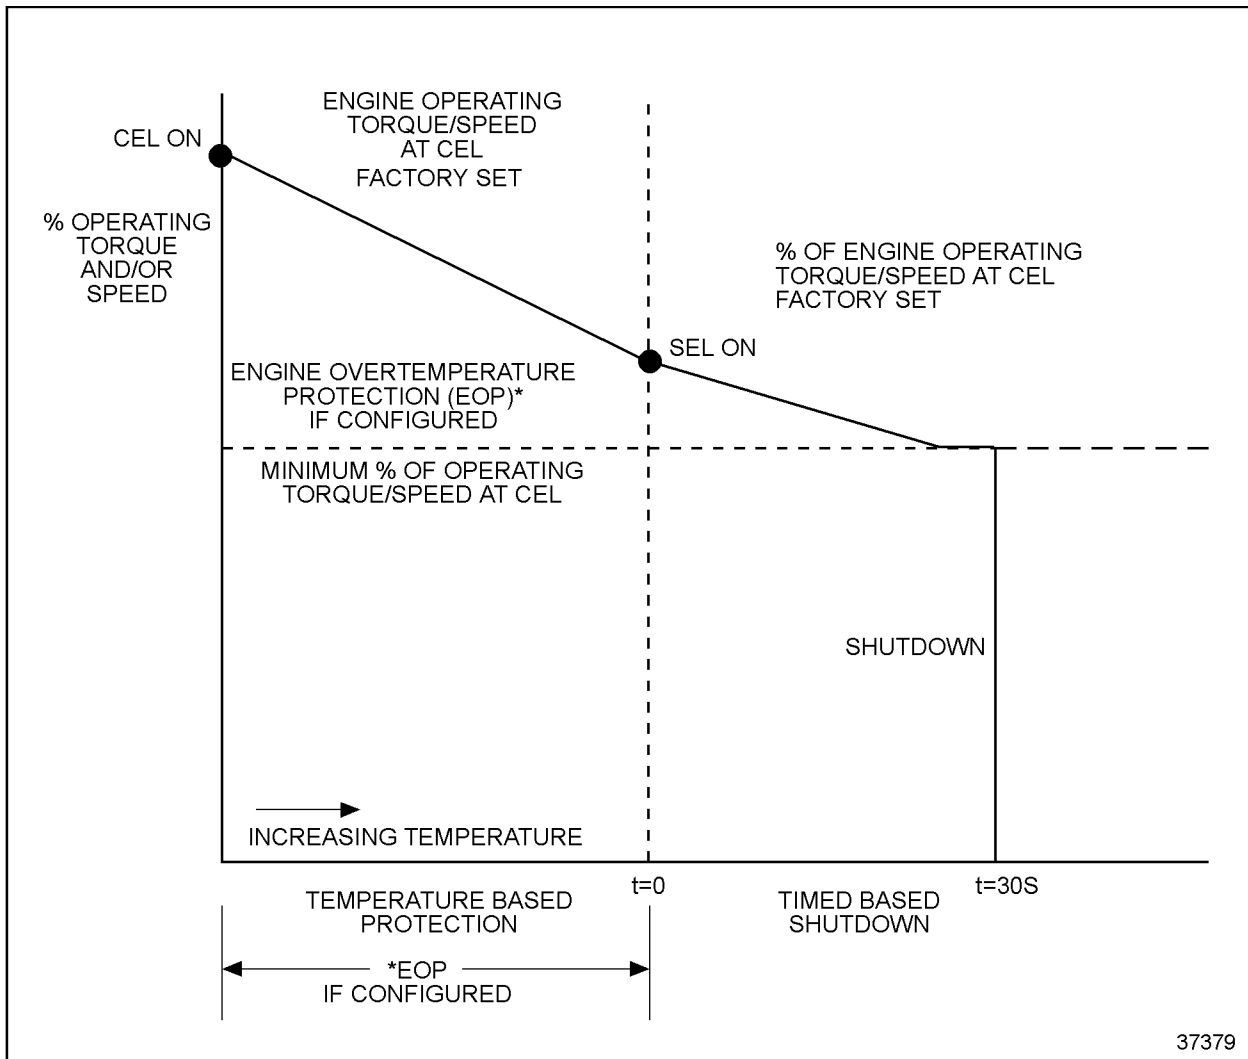 ENGINE OPERATING
TORQUE/SPEED
AT CEL
FACTORY SET
CEL ON
% OPERATING
TORQUE
AND/OR
SPEED
% OF ENGINE OPERATING
TORQUE/SPEED AT CEL
FACTORY SET
SEL ON
ENGINE OVERTEMPERATURE
PROTECTION (EOP)*
IF CONFIGURED
MINIMUM % OF OPERATING
TORQUE/SPEED AT CEL
SHUTDOWN
INCREASING TEMPERATURE
t=0
t=30S
TEMPERATURE BASED
PROTECTION
TIMED BASED
SHUTDOWN
*EOP
IF CONFIGURED
37379